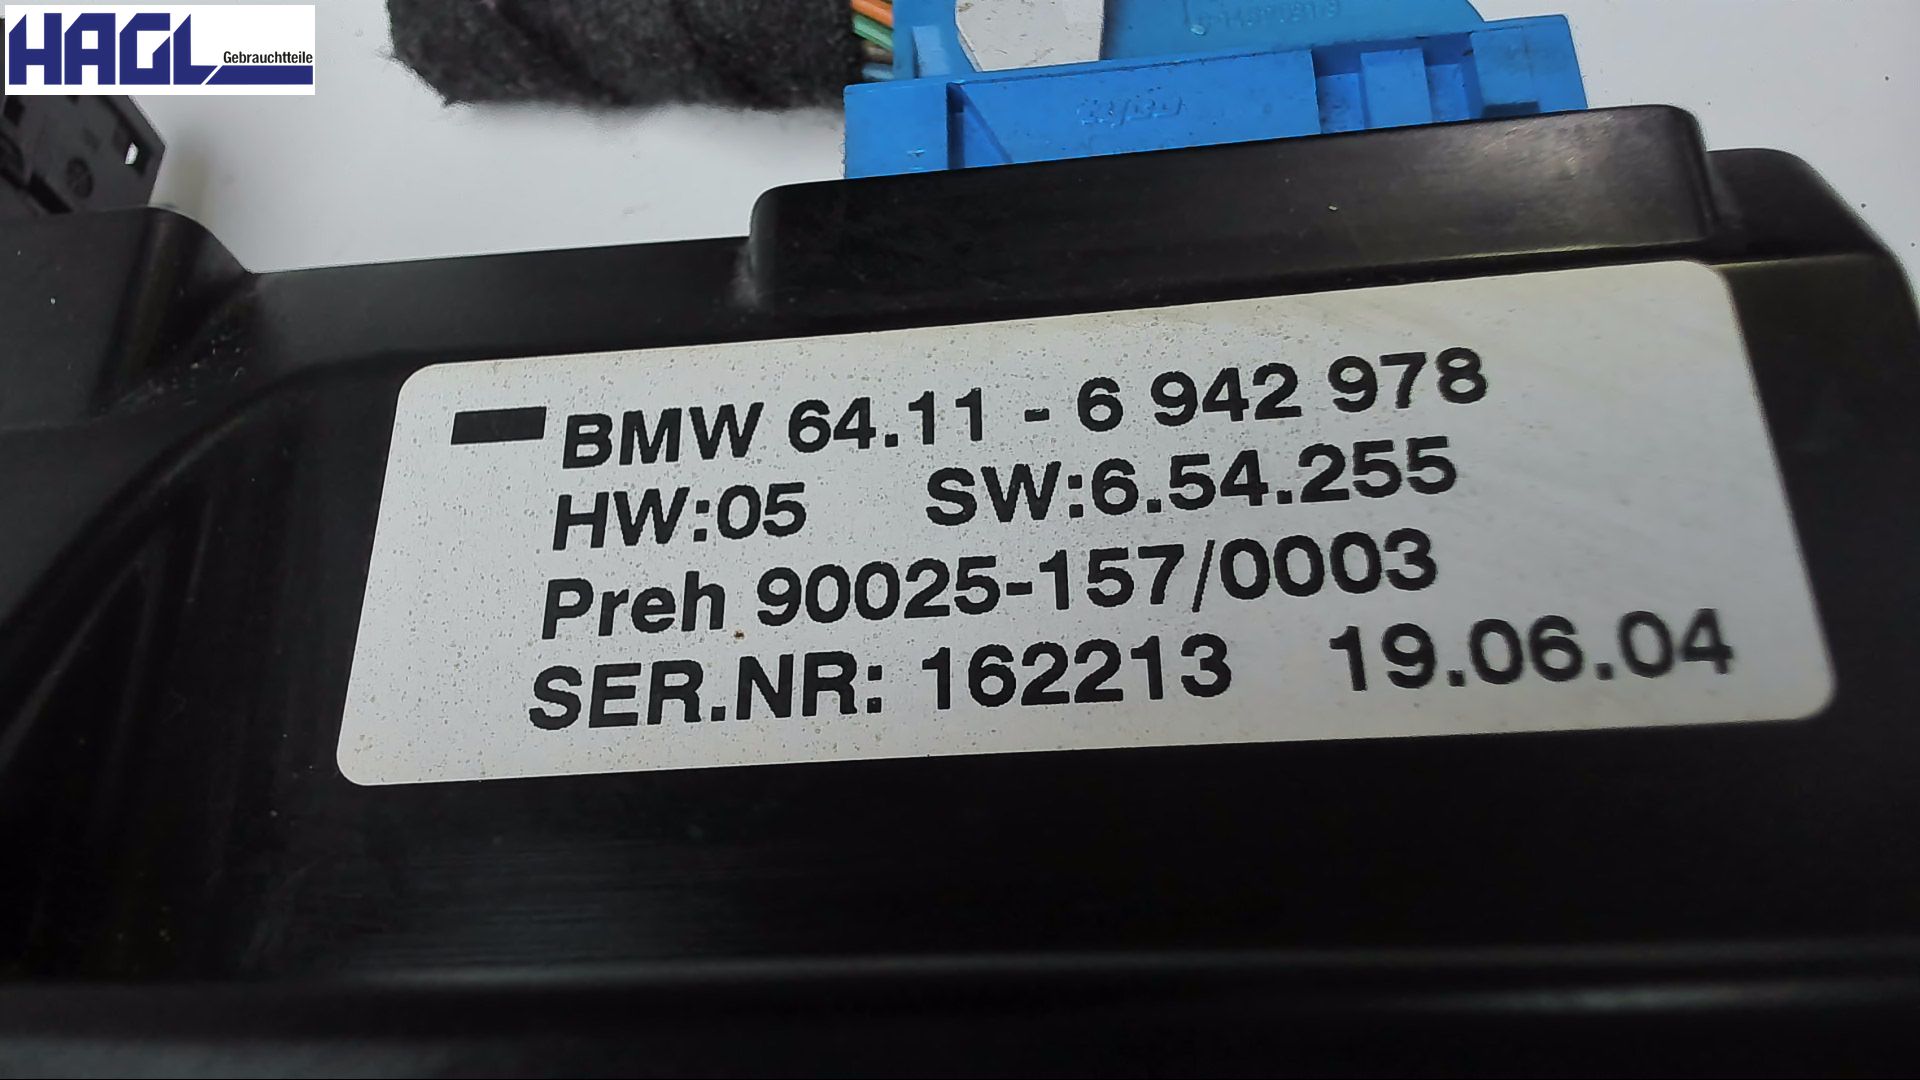 HAGL Gebrauchtteile
BMW 64.11 - 6 942 978
HW:05 SW:6.54.255
Preh 90025-157/0003
SER.NR: 162213 19.06.04